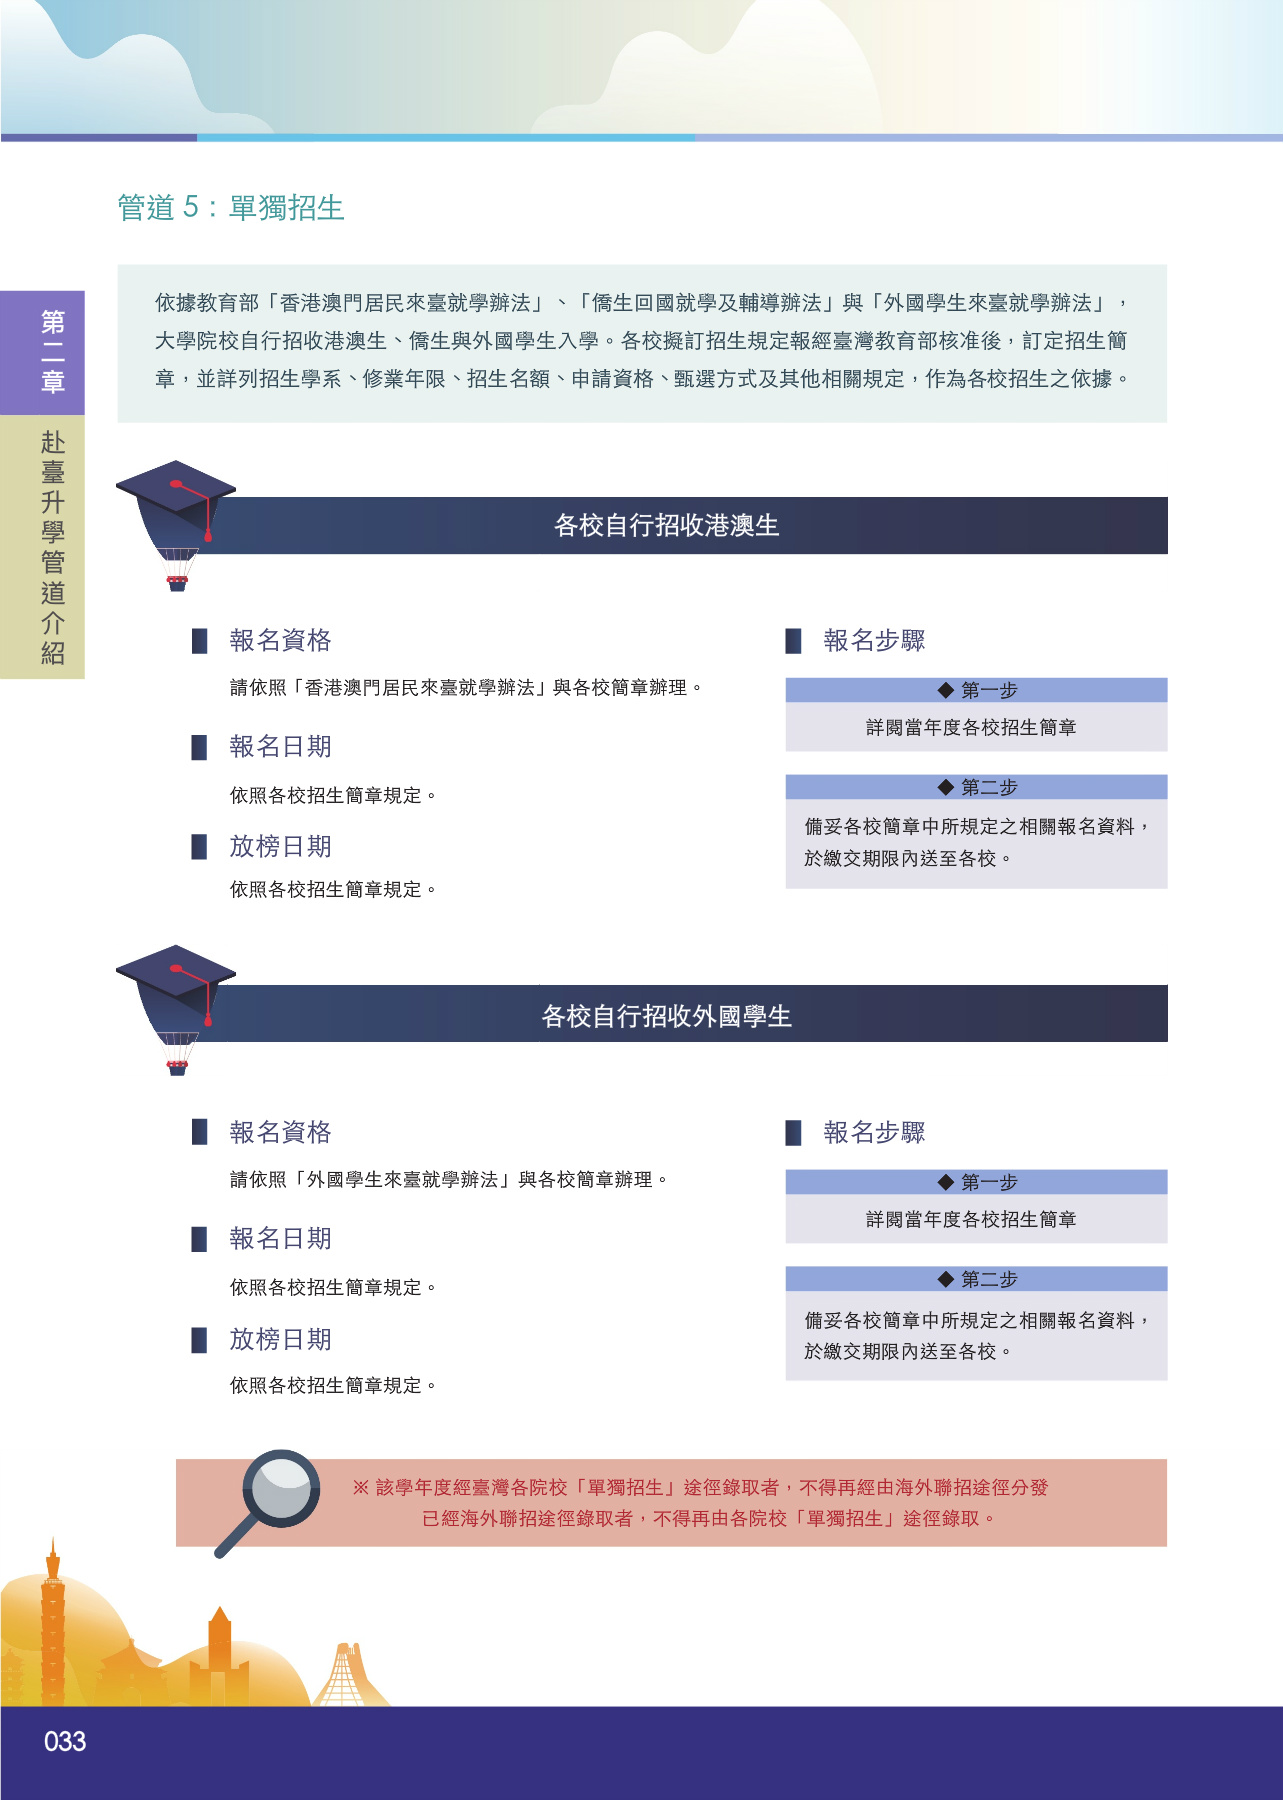 管道 5：單獨招生
依據教育部「香港澳門居民來臺就學辦法」、「僑生回國就學及輔導辦法」與「外國學生來臺就學辦法」，
大學院校自行招收港澳生、僑生與外國學生入學。各校擬訂招生規定報經臺灣教育部核准後，訂定招生簡
章，並詳列招生學系、修業年限、招生名額、申請資格、甄選方式及其他相關規定，作為各校招生之依據。
第二章
赴臺升學管道介紹
各校自行招收港澳生
報名資格
請依照「香港澳門居民來臺就學辦法」與各校簡章辦理。
報名日期
依照各校招生簡章規定。
放榜日期
依照各校招生簡章規定。
報名步驟
◆ 第一步
詳閱當年度各校招生簡章
◆ 第二步
備妥各校簡章中所規定之相關報名資料，
於繳交期限內送至各校。
各校自行招收外國學生
報名資格
請依照「外國學生來臺就學辦法」與各校簡章辦理。
報名日期
依照各校招生簡章規定。
放榜日期
依照各校招生簡章規定。
報名步驟
◆ 第一步
詳閱當年度各校招生簡章
◆ 第二步
備妥各校簡章中所規定之相關報名資料，
於繳交期限內送至各校。
※ 該學年度經臺灣各院校「單獨招生」途徑錄取者，不得再經由海外聯招途徑分發
已經海外聯招途徑錄取者，不得再由各院校「單獨招生」途徑錄取。
033